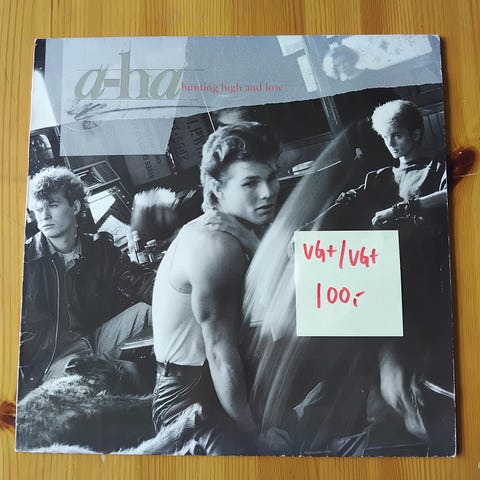 a-ha
hunting high and low
VG+/VG+
100,-